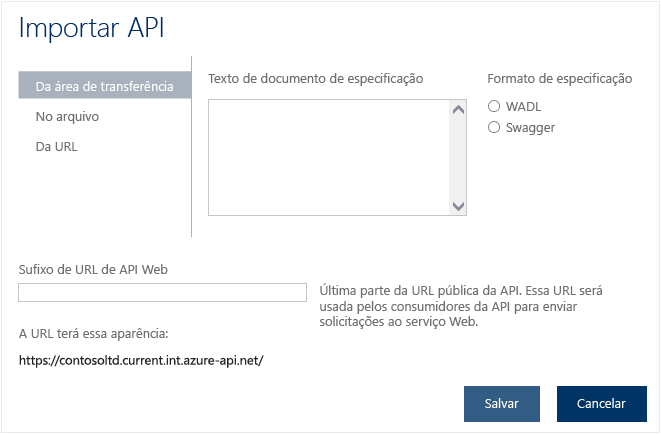 Importar API
Da área de transferência
No arquivo
Da URL
Texto de documento de especificação
Formato de especificação
WADL
Swagger
Sufixo de URL de API Web
Última parte da URL pública da API. Essa URL será
usada pelos consumidores da API para enviar
solicitações ao serviço Web.
A URL terá essa aparência:
https://contosoltd.current.int.azure-api.net/
Salvar
Cancelar